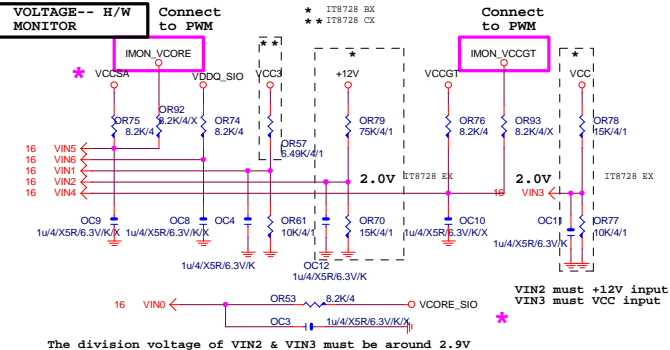 VOLTAGE-- H/W
MONITOR
Connect
to PWM
* IT8728 BX
** IT8728 CX
Connect
to PWM
IMON_VCORE
IMON_VCCGT
*
VCCSA
VDDQ_SIO
**
VCC3
*
+12V
VCCGT
*
VCC
OR75
8.2K/4
OR92
8.2K/4/X
OR74
8.2K/4
OR57
6.49K/4/1
OR79
75K/4/1
OR76
8.2K/4
OR93
8.2K/4/X
OR78
15K/4/1
16 VIN5
16 VIN6
16 VIN1
16 VIN2
16 VIN4
2.0V
IT8728 EX
2.0V
IT8728 EX
16 VIN3
OC9
1u/4/X5R/6.3V/K/X
OC8
1u/4/X5R/6.3V/K/X
OC4
1u/4/X5R/6.3V/K
OR61
10K/4/1
OC12
1u/4/X5R/6.3V/K
OR70
15K/4/1
OC10
1u/4/X5R/6.3V/K/X
OC11
1u/4/X5R/6.3V/K
OR77
10K/4/1
VIN2 must +12V input
VIN3 must VCC input
16 VIN0
OR53
8.2K/4
VCORE_SIO
OC3
1u/4/X5R/6.3V/K/X
*
The division voltage of VIN2 & VIN3 must be around 2.9V